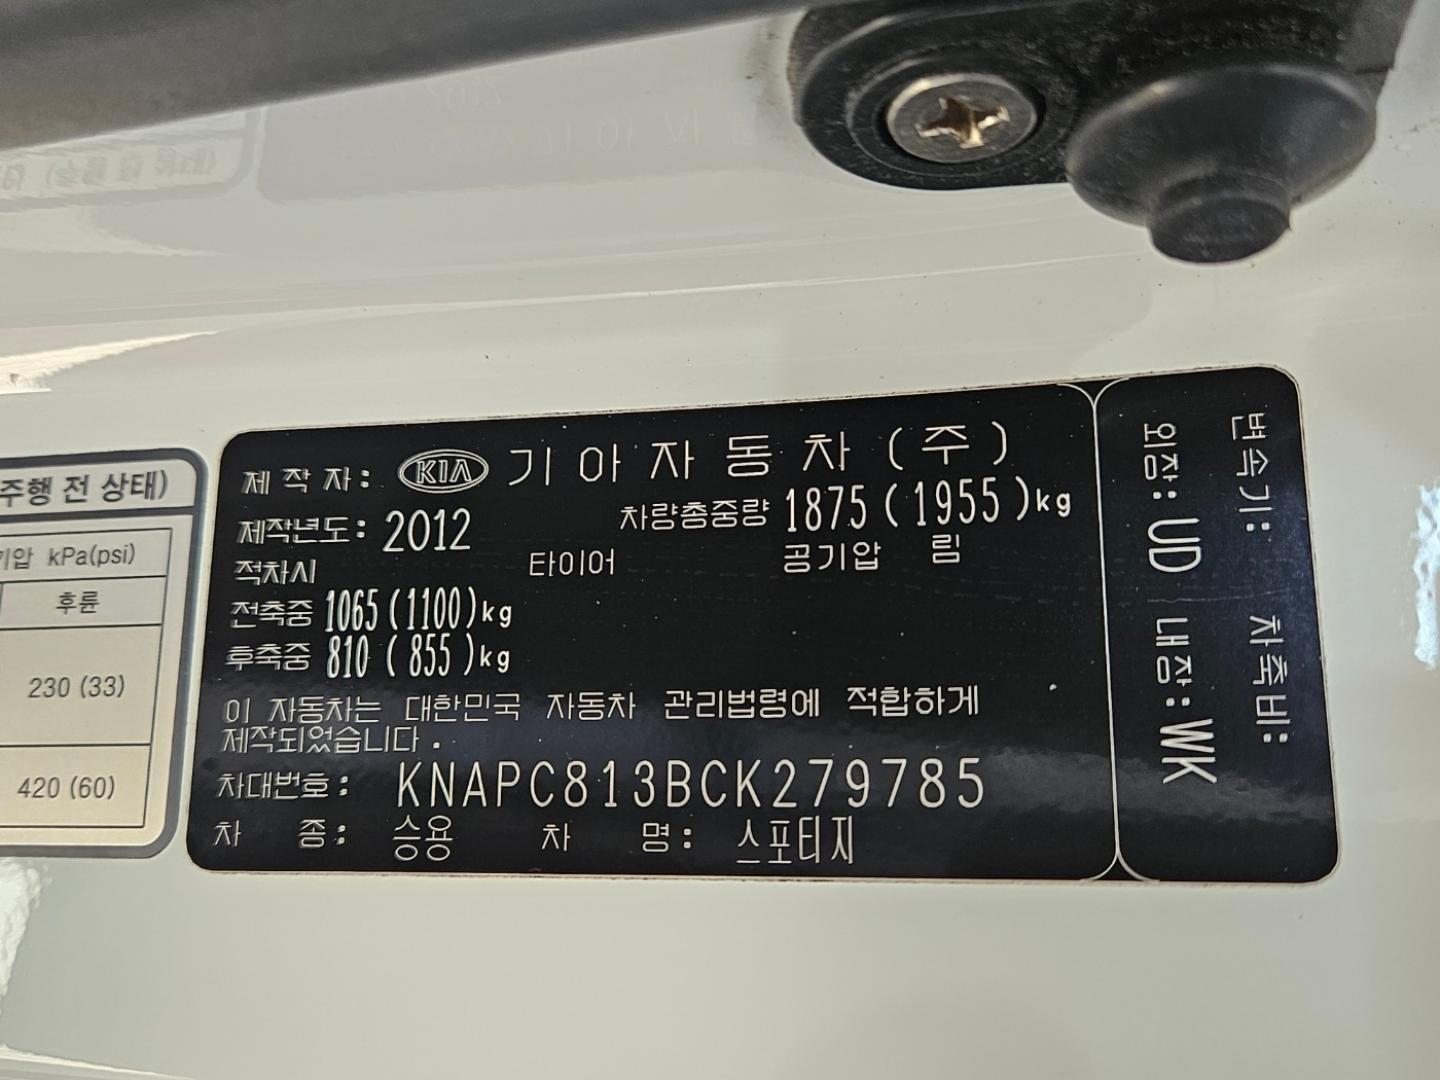 주행 전 상태)
기압 kPa(psi)
후륜
230 (33)
420 (60)
제 작 자: KIA 기 아 자 동 차 (주)
제작년도: 2012 차량총중량 1875 (1955)kg
적차시 타이어 공기압 림
전축중 1065 (1100)kg
후축중 810 (855)kg
이 자동차는 대한민국 자동차 관리법령에 적합하게
제작되었습니다.
차대번호: KNAPC813BCK279785
차 종: 승용 차 명: 스포티지
변속기: 차축비:
외장: UD 내장: WK